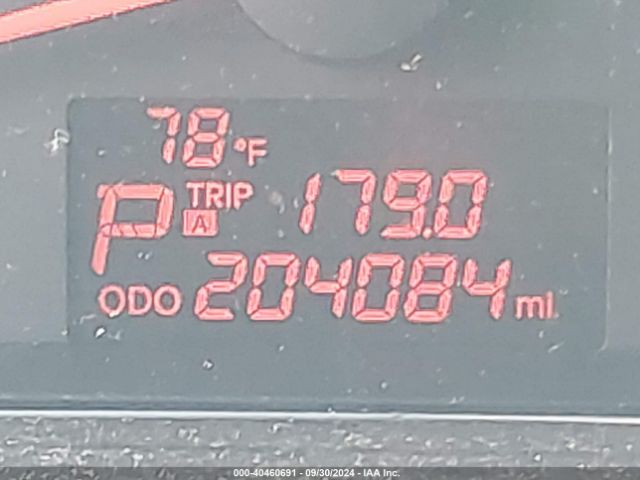 78°F
P TRIP A 179.0
ODO 204084 mi.
000-40460691 - 09/30/2024 - IAA Inc.